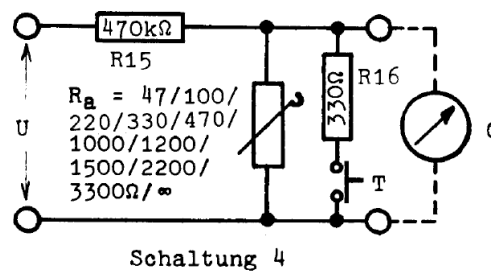 470kΩ
R15
Ra = 47/100/
220/330/470/
1000/1200/
1500/2200/
3300Ω/∞
U
330Ω
R16
T
G
Schaltung 4